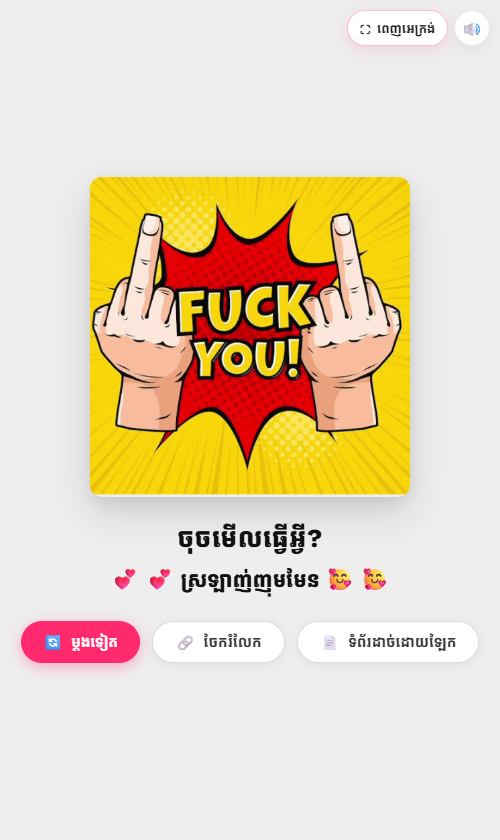 ពេញអេក្រង់
FUCK
YOU!
ចុចមើលធ្វើអ្វី?
💕 💕 ស្រឡាញ់ញុមមែន 🥰 🥰
ម្តងទៀត
ចែករំលែក
ទំព័រដាច់ដោយឡែក